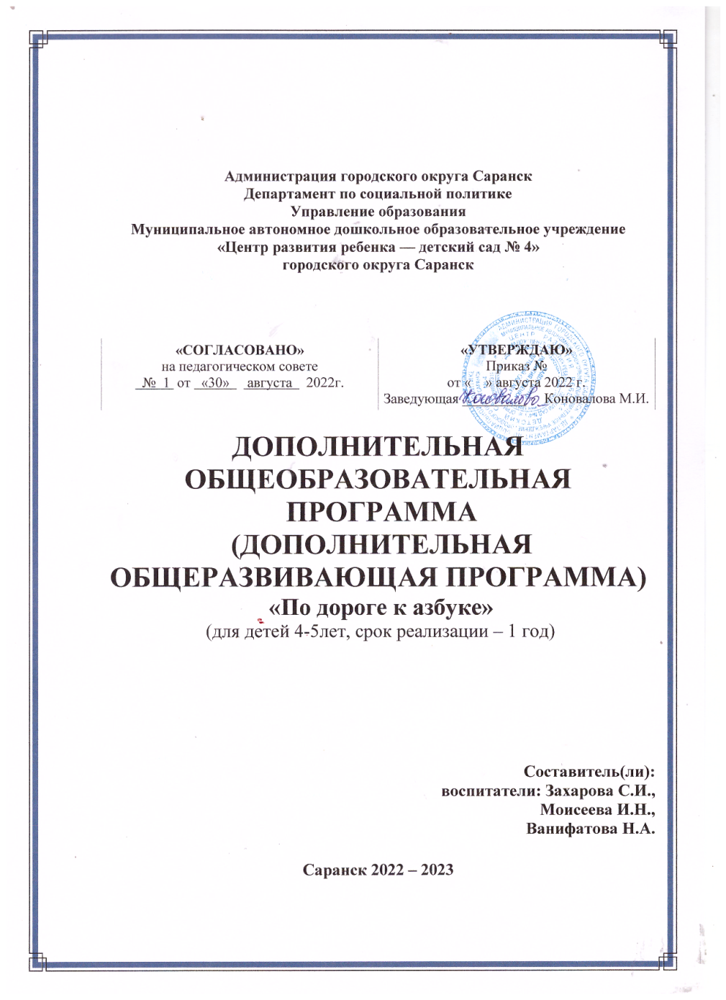 Администрация городского округа Саранск
Департамент по социальной политике
Управление образования
Муниципальное автономное дошкольное образовательное учреждение
«Центр развития ребенка — детский сад № 4»
городского округа Саранск
«СОГЛАСОВАНО»
на педагогическом совете
№ 1 от «30» августа 2022г.
«УТВЕРЖДАЮ»
Приказ №
от « » августа 2022 г.
Заведующая Коновалова Коновалова М.И.
ДОПОЛНИТЕЛЬНАЯ
ОБЩЕОБРАЗОВАТЕЛЬНАЯ
ПРОГРАММА
(ДОПОЛНИТЕЛЬНАЯ
ОБЩЕРАЗВИВАЮЩАЯ ПРОГРАММА)
«По дороге к азбуке»
(для детей 4-5лет, срок реализации – 1 год)
Составитель(ли):
воспитатели: Захарова С.И.,
Моисеева И.Н.,
Ванифатова Н.А.
Саранск 2022 – 2023